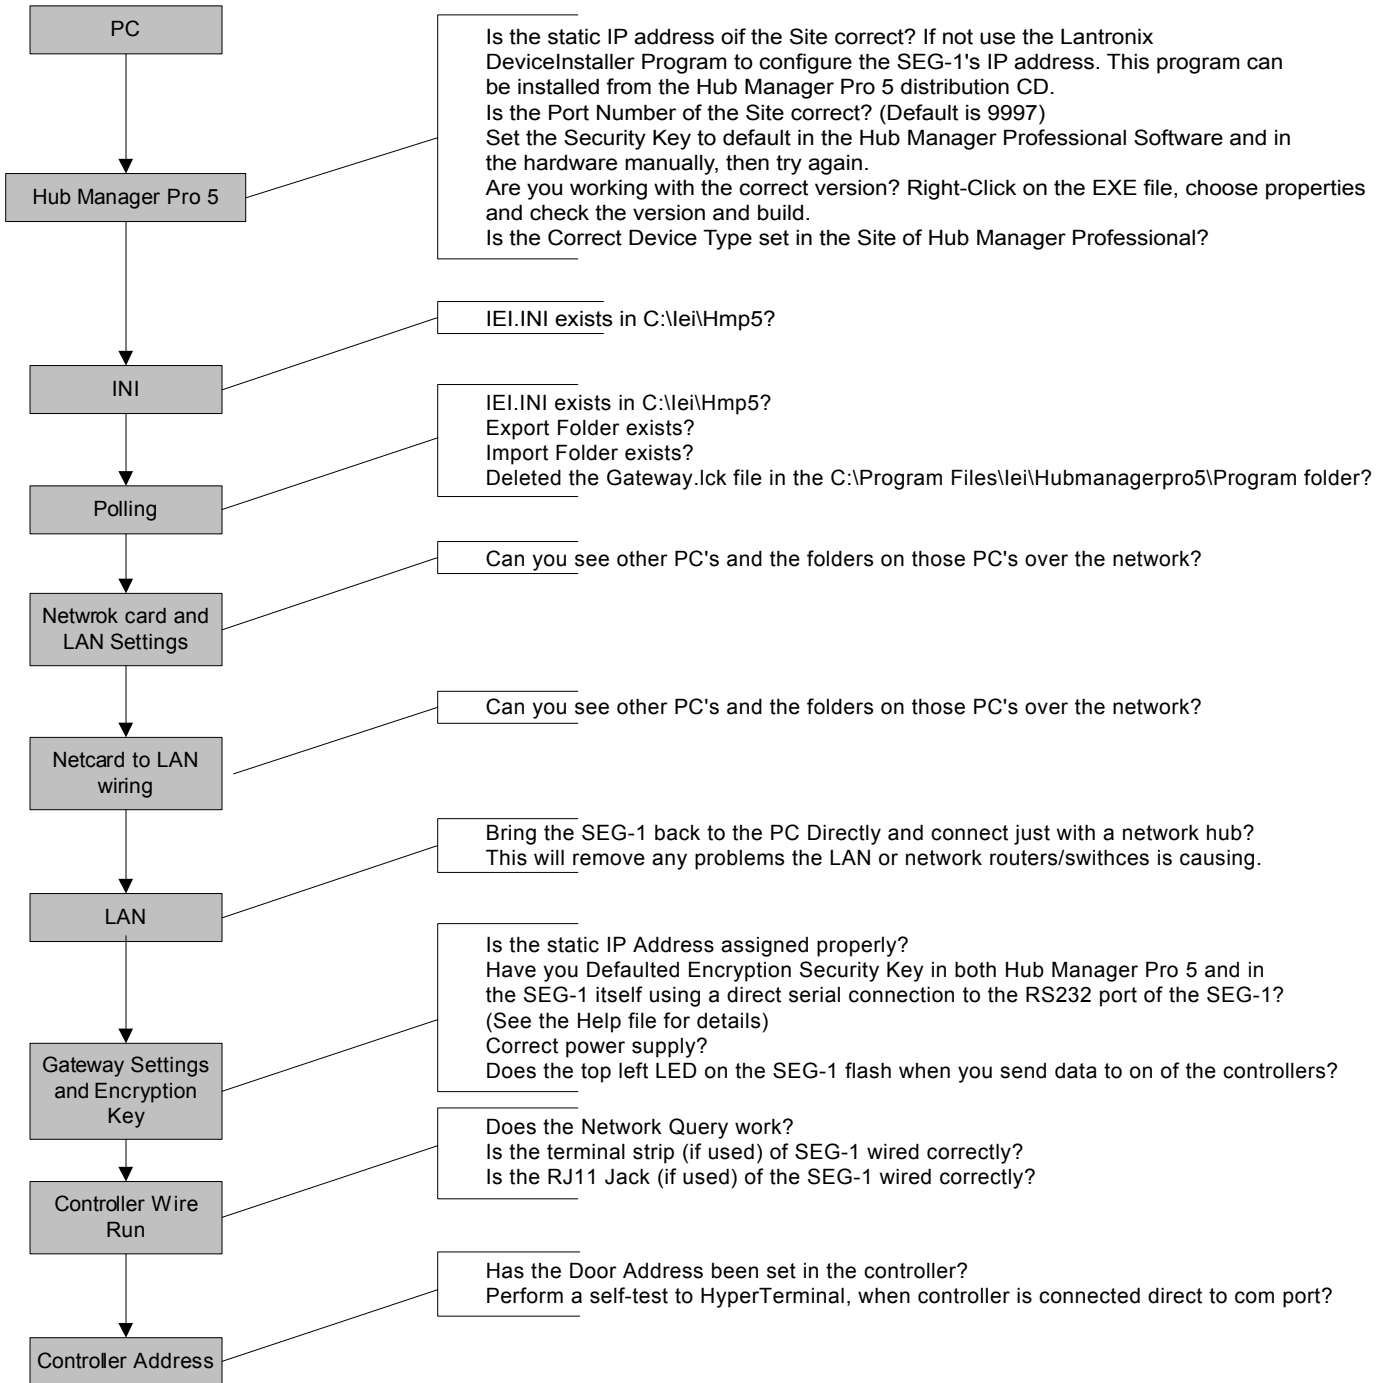 PC
Is the static IP address oif the Site correct? If not use the Lantronix
DeviceInstaller Program to configure the SEG-1's IP address. This program can
be installed from the Hub Manager Pro 5 distribution CD.
Is the Port Number of the Site correct? (Default is 9997)
Set the Security Key to default in the Hub Manager Professional Software and in
the hardware manually, then try again.
Are you working with the correct version? Right-Click on the EXE file, choose properties
and check the version and build.
Is the Correct Device Type set in the Site of Hub Manager Professional?
Hub Manager Pro 5
IEI.INI exists in C:\Iei\Hmp5?
INI
IEI.INI exists in C:\Iei\Hmp5?
Export Folder exists?
Import Folder exists?
Deleted the Gateway.lck file in the C:\Program Files\Iei\Hubmanagerpro5\Program folder?
Polling
Can you see other PC's and the folders on those PC's over the network?
Netwrok card and
LAN Settings
Can you see other PC's and the folders on those PC's over the network?
Netcard to LAN
wiring
Bring the SEG-1 back to the PC Directly and connect just with a network hub?
This will remove any problems the LAN or network routers/swithces is causing.
LAN
Is the static IP Address assigned properly?
Have you Defaulted Encryption Security Key in both Hub Manager Pro 5 and in
the SEG-1 itself using a direct serial connection to the RS232 port of the SEG-1?
(See the Help file for details)
Correct power supply?
Does the top left LED on the SEG-1 flash when you send data to on of the controllers?
Gateway Settings
and Encryption
Key
Does the Network Query work?
Is the terminal strip (if used) of SEG-1 wired correctly?
Is the RJ11 Jack (if used) of the SEG-1 wired correctly?
Controller Wire
Run
Has the Door Address been set in the controller?
Perform a self-test to HyperTerminal, when controller is connected direct to com port?
Controller Address